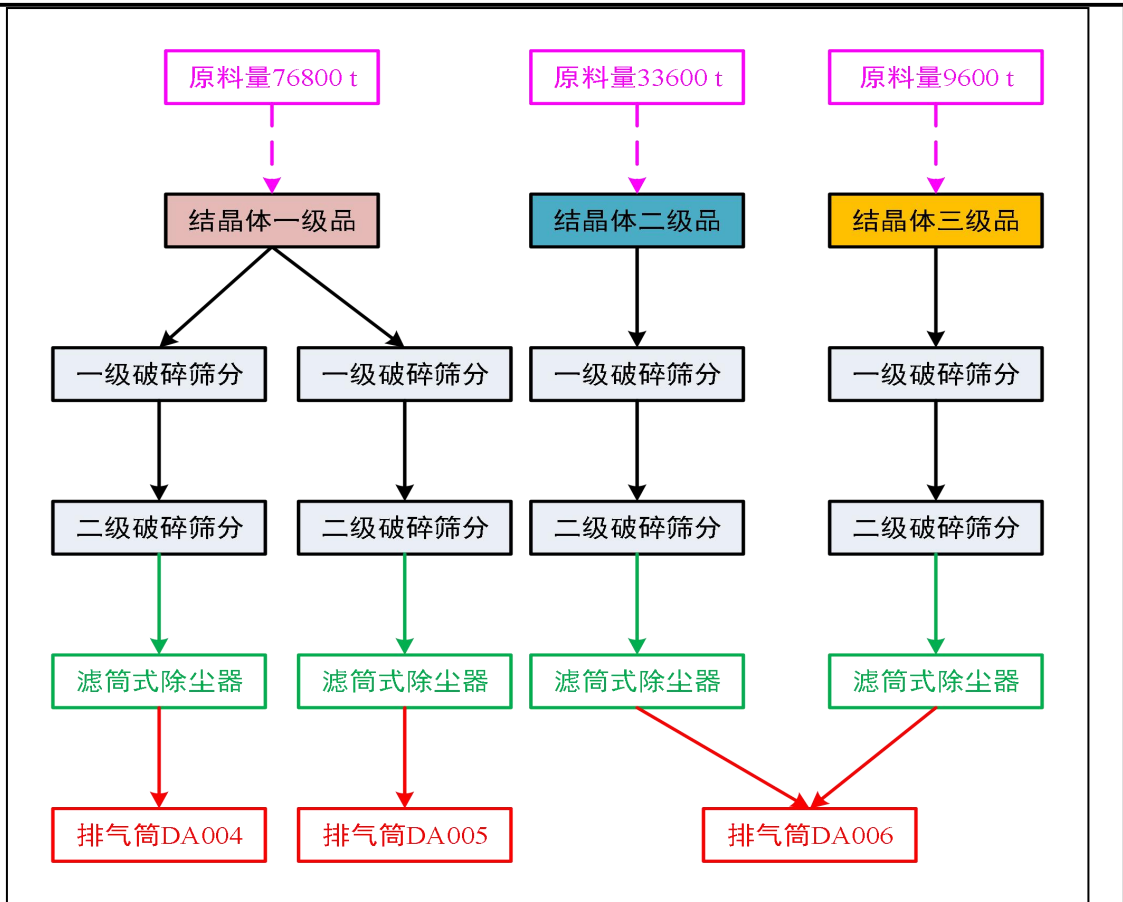 原料量76800 t
原料量33600 t
原料量9600 t
结晶体一级品
结晶体二级品
结晶体三级品
一级破碎筛分
一级破碎筛分
一级破碎筛分
一级破碎筛分
二级破碎筛分
二级破碎筛分
二级破碎筛分
二级破碎筛分
滤筒式除尘器
滤筒式除尘器
滤筒式除尘器
滤筒式除尘器
排气筒DA004
排气筒DA005
排气筒DA006